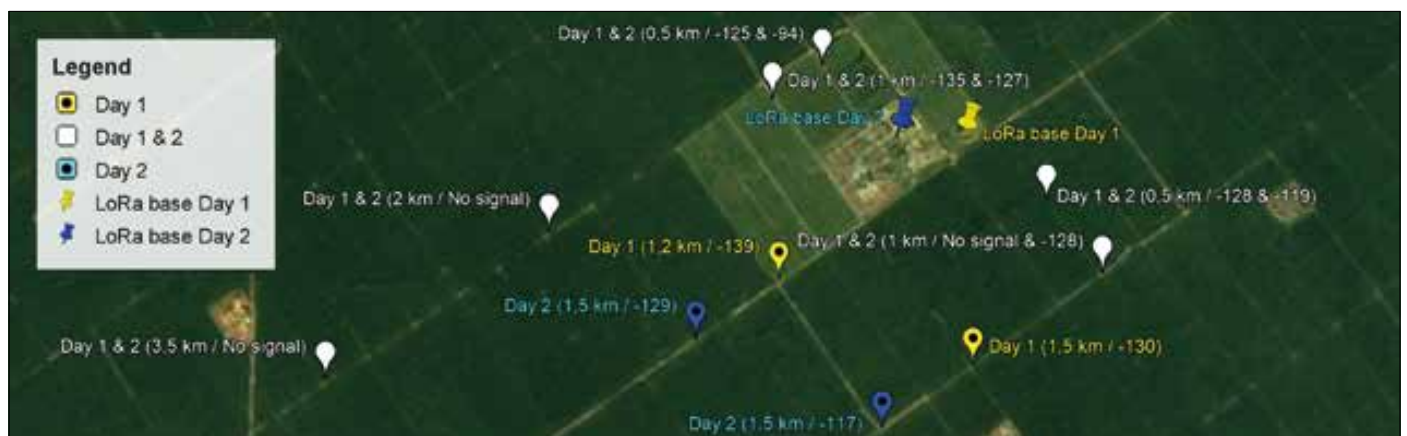 Legend
Day 1
Day 1 & 2
Day 2
LoRa base Day 1
LoRa base Day 2
Day 1 & 2 (0,5 km / -125 & -94)
Day 1 & 2 (1 km / -135 & -127)
LoRa base Day 2
LoRa base Day 1
Day 1 & 2 (2 km / No signal)
Day 1 & 2 (0.5 km / -128 & -119)
Day 1 (1,2 km / -139)
Day 1 & 2 (1 km / No signal & -128)
Day 2 (1,5 km / -129)
Day 1 & 2 (3,5 km / No signal)
Day 1 (1,5 km / -130)
Day 2 (1.5 km / -117)